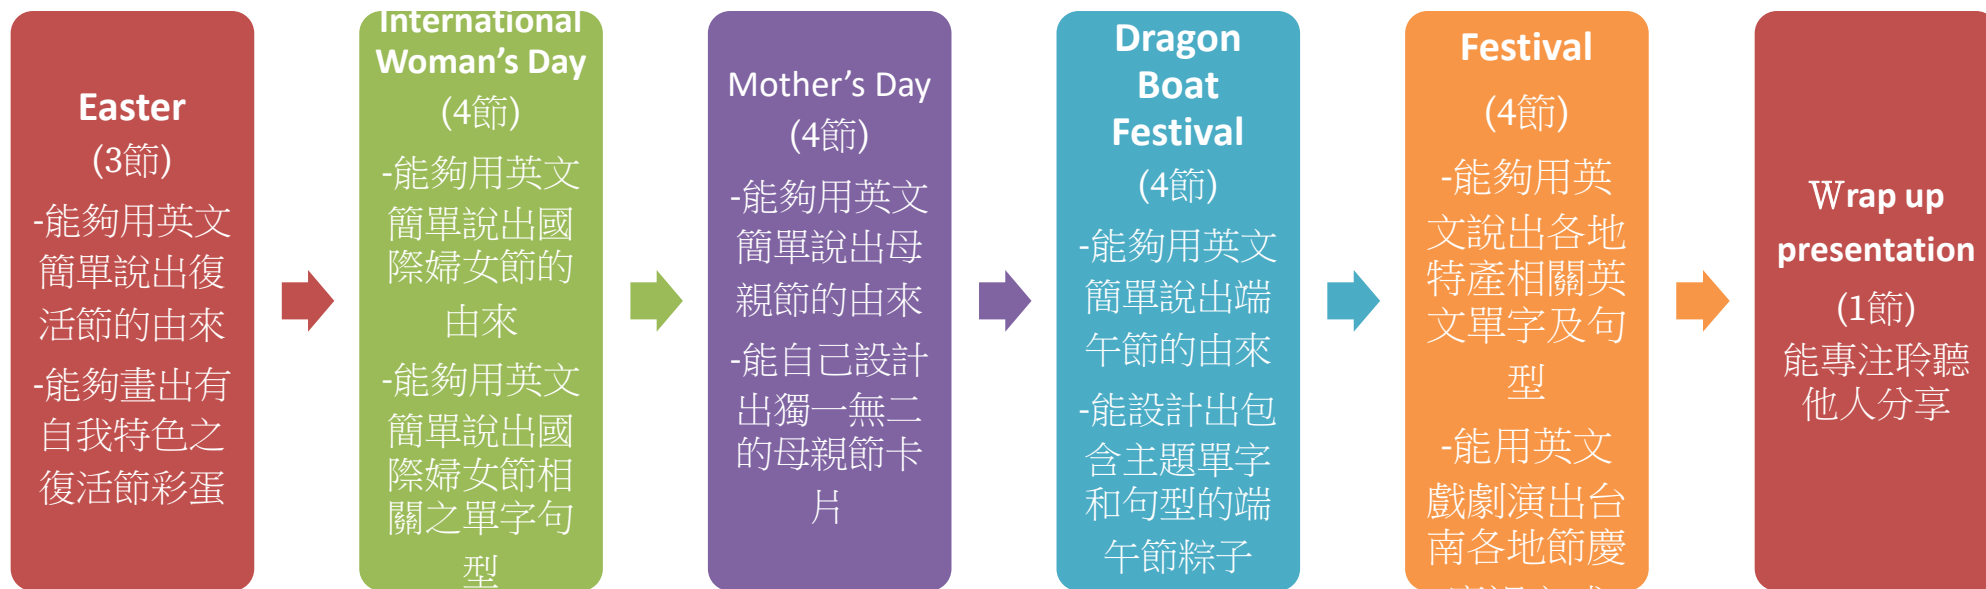 Easter
(3節)
-能夠用英文
簡單說出復
活節的由來
-能夠畫出有
自我特色之
復活節彩蛋
International
Woman’s Day
(4節)
-能夠用英文
簡單說出國
際婦女節的
由來
-能夠用英文
簡單說出國
際婦女節相
關之單字句
型
Mother’s Day
(4節)
-能夠用英文
簡單說出母
親節的由來
-能自己設計
出獨一無二
的母親節卡
片
Dragon
Boat
Festival
(4節)
-能夠用英文
簡單說出端
午節的由來
-能設計出包
含主題單字
和句型的端
午節粽子
Festival
(4節)
-能夠用英
文說出各地
特產相關英
文單字及句
型
-能用英文
戲劇演出台
南各地節慶
Wrap up
presentation
(1節)
能專注聆聽
他人分享